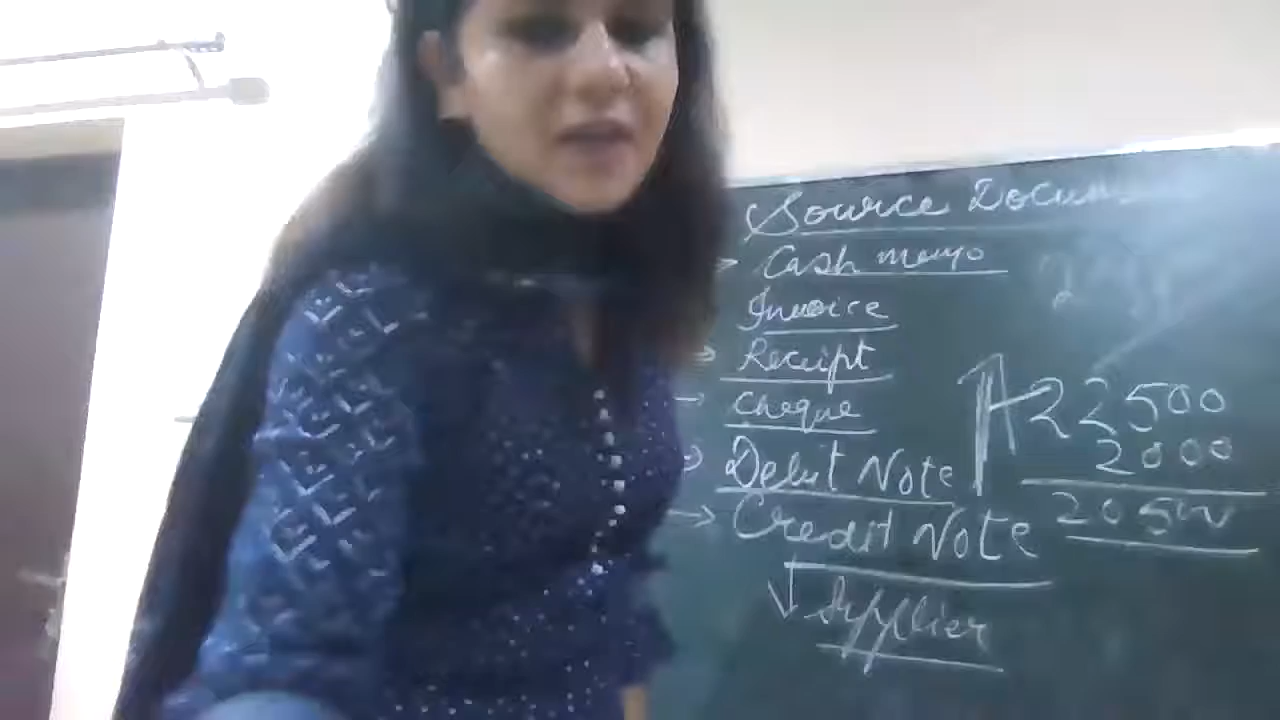 Source Docum
Cash memo
Invoice
Receipt
Cheque
22500
2000
Debit Note
20500
Credit Note
Supplier